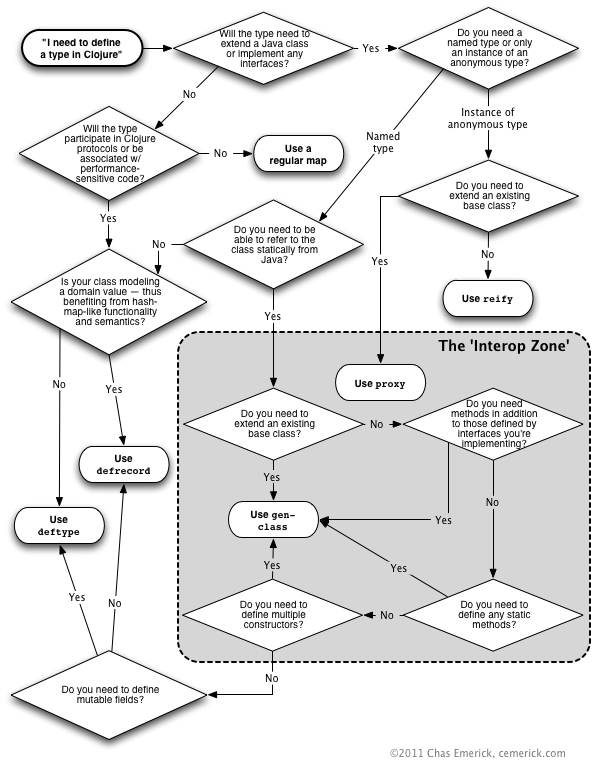 "I need to define
a type in Clojure"
Will the type need to
extend a Java class
or implement any
interfaces?
Yes
Do you need a
named type or only
an instance of an
anonymous type?
No
Named
type
Instance of
anonymous type
Will the type
participate in Clojure
protocols or be
associated w/
performance-
sensitive code?
No
Use a
regular map
Yes
Do you need to
extend an existing
base class?
Yes
No
Use reify
Do you need to be
able to refer to the
class statically from
Java?
No
Yes
Is your class modeling
a domain value — thus
benefiting from hash-
map-like functionality
and semantics?
No
Yes
Use
defrecord
Use
deftype
The 'Interop Zone'
Use proxy
Do you need to
extend an existing
base class?
No
Do you need
methods in addition
to those defined by
interfaces you're
implementing?
Yes
Use gen-
class
Yes
No
Yes
Yes
Do you need to
define multiple
constructors?
No
Do you need to
define any static
methods?
No
Yes
No
Do you need to define
mutable fields?
©2011 Chas Emerick, cemerick.com